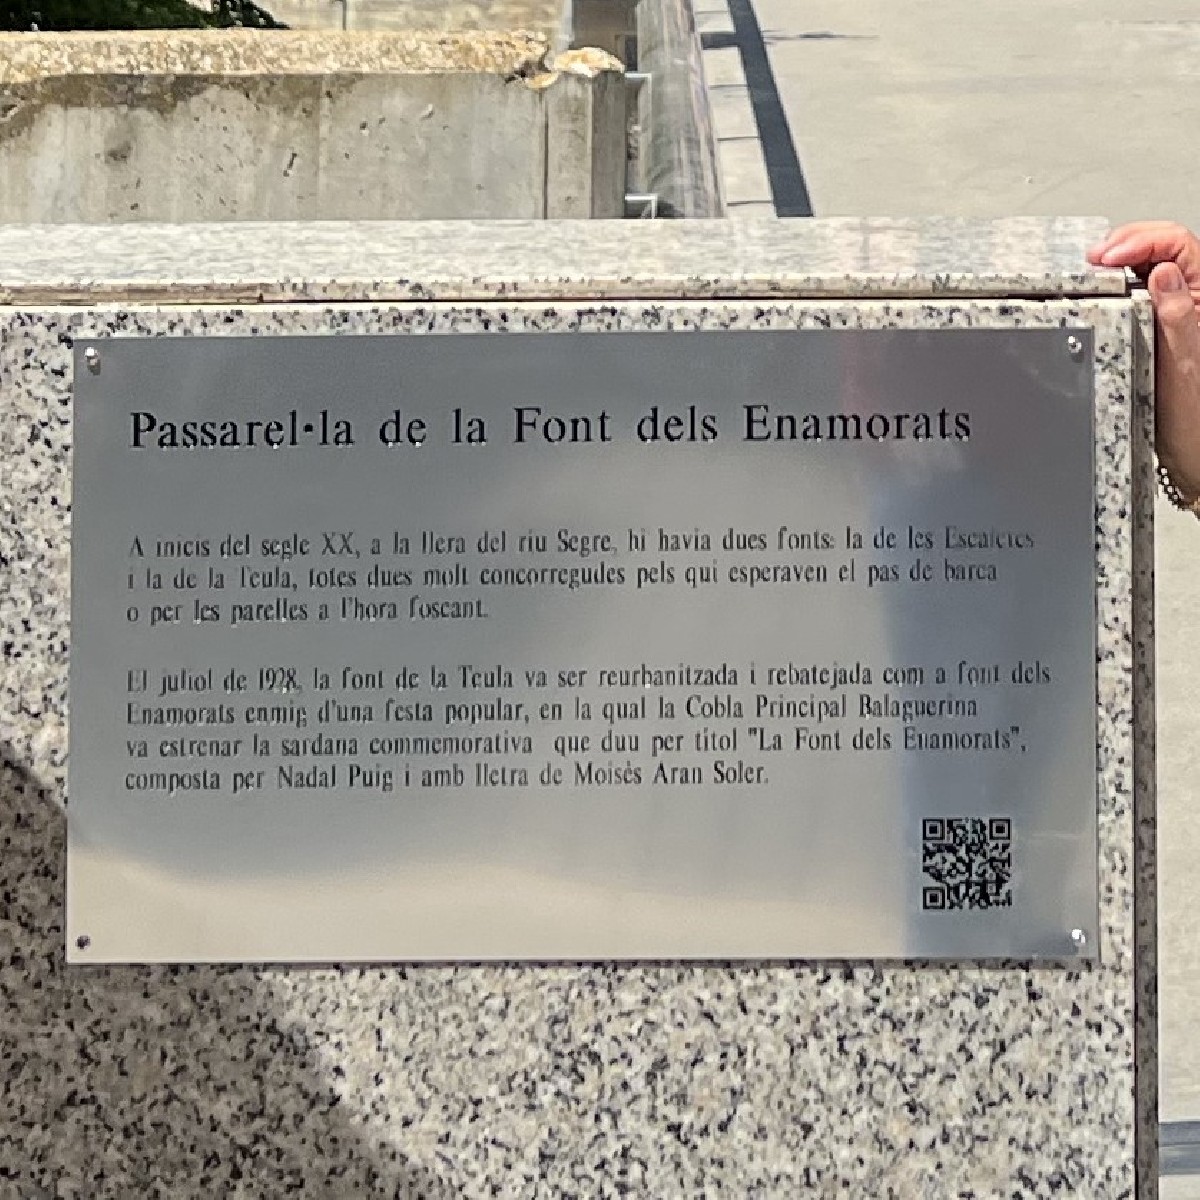 Passarel·la de la Font dels Enamorats
A inicis del segle XX, a la llera del riu Segre, hi havia dues fonts: la de les Escaletes
i la de la Teula, totes dues molt concorregudes pels qui esperaven el pas de barca
o per les parelles a l'hora foscant.
El juliol de 1928, la font de la Teula va ser reurbanitzada i rebatejada com a font dels
Enamorats enmig d'una festa popular, en la qual la Cobla Principal Balaguerina
va estrenar la sardana commemorativa que duu per títol "La Font dels Enamorats",
composta per Nadal Puig i amb lletra de Moisès Aran Soler.